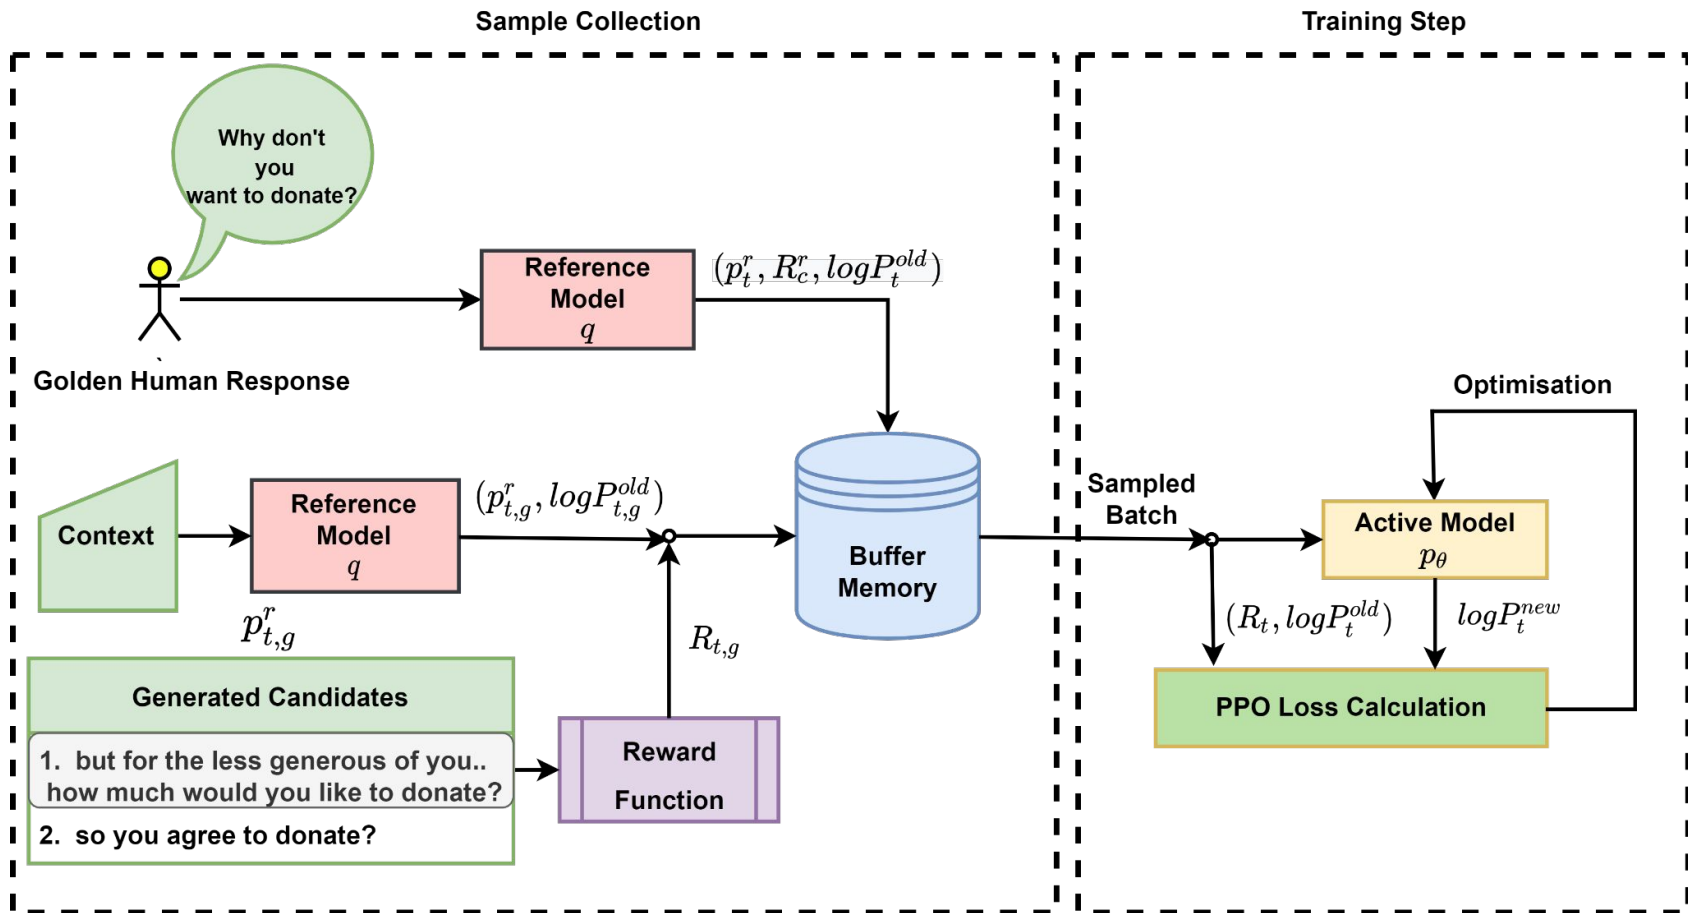 Sample Collection
Training Step
Why don't
you
want to donate?
Reference
Model
q
(p_t^r, R_c^r, logP_t^{old})
Golden Human Response
Optimisation
Context
Reference
Model
q
(p_{t,g}^r, logP_{t,g}^{old})
p_{t,g}^r
Buffer
Memory
Sampled
Batch
Active Model
p_θ
(R_t, logP_t^{old})
logP_t^{new}
R_{t,g}
Generated Candidates
1. but for the less generous of you..
how much would you like to donate?
2. so you agree to donate?
Reward
Function
PPO Loss Calculation